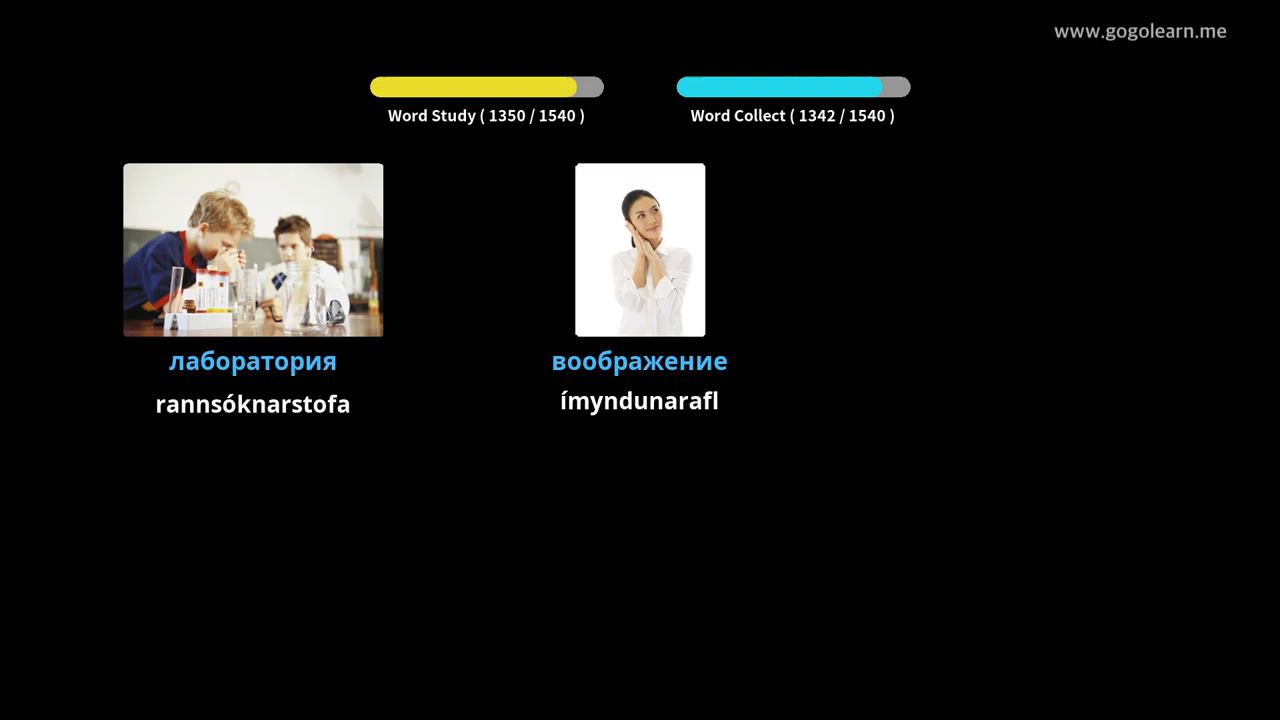 www.gogolearn.me
Word Study ( 1350 / 1540 )
Word Collect ( 1342 / 1540 )
лаборатория
rannsóknarstofa
воображение
ímyndunarafl